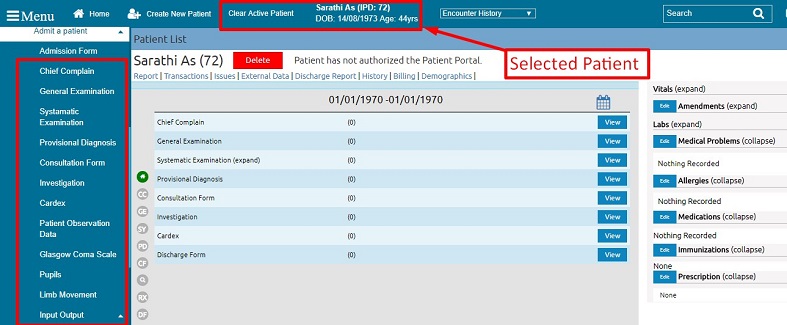 Menu
Home
Create New Patient
Clear Active Patient
Sarathi As (IPD: 72)
DOB: 14/08/1973 Age: 44yrs
Encounter History
Search
Admit a patient
Admission Form
Chief Complain
General Examination
Systematic
Examination
Provisional Diagnosis
Consultation Form
Investigation
Cardex
Patient Observation
Data
Glasgow Coma Scale
Pupils
Limb Movement
Input Output
Patient List
Selected Patient
Sarathi As (72)
Delete
Patient has not authorized the Patient Portal.
Report | Transactions | Issues | External Data | Discharge Report | History | Billing | Demographics |
01/01/1970 -01/01/1970
Chief Complain (0) View
General Examination (0) View
Systematic Examination (expand) (0) View
Provisional Diagnosis (0) View
Consultation Form (0) View
Investigation (0) View
Cardex (0) View
Discharge Form (0) View
CC
GE
SY
PD
CF
RX
DF
Vitals (expand)
Edit Amendments (expand)
Labs (expand)
Edit Medical Problems (collapse)
Nothing Recorded
Edit Allergies (collapse)
Nothing Recorded
Edit Medications (collapse)
Nothing Recorded
Edit Immunizations (collapse)
None
Edit Prescription (collapse)
None